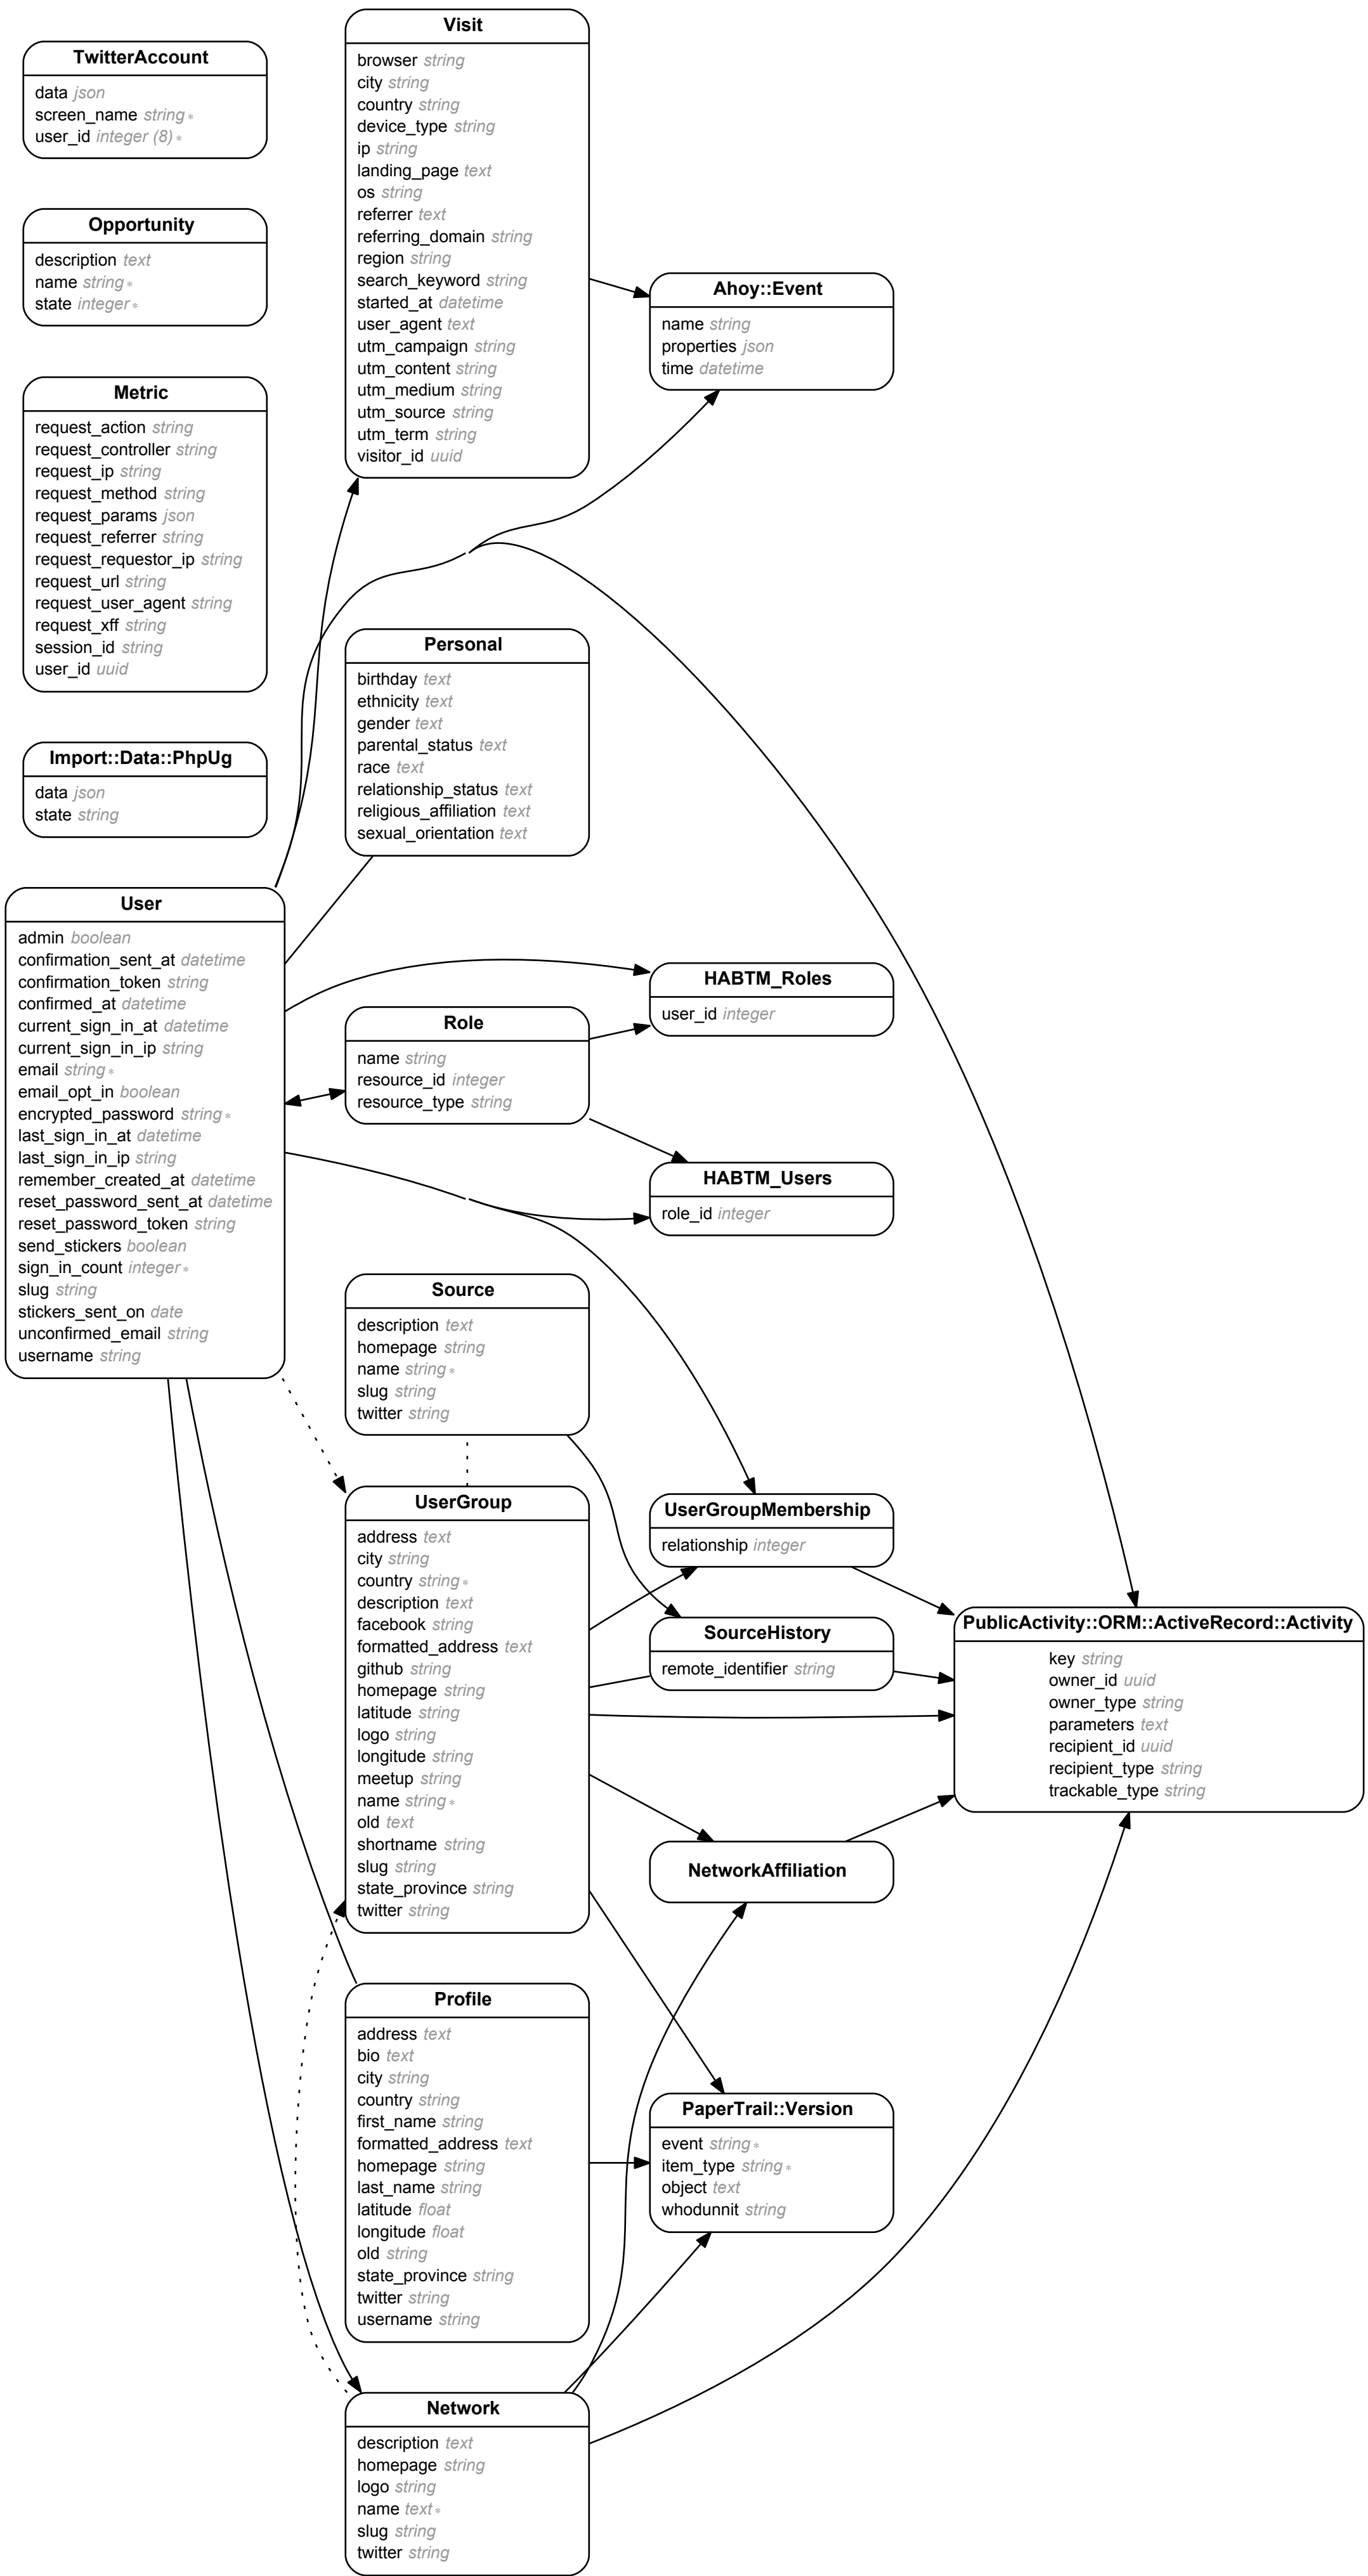 TwitterAccount
data json
screen_name string *
user_id integer (8) *
Opportunity
description text
name string *
state integer *
Metric
request_action string
request_controller string
request_ip string
request_method string
request_params json
request_referrer string
request_requestor_ip string
request_url string
request_user_agent string
request_xff string
session_id string
user_id uuid
Import::Data::PhpUg
data json
state string
User
admin boolean
confirmation_sent_at datetime
confirmation_token string
confirmed_at datetime
current_sign_in_at datetime
current_sign_in_ip string
email string *
email_opt_in boolean
encrypted_password string *
last_sign_in_at datetime
last_sign_in_ip string
remember_created_at datetime
reset_password_sent_at datetime
reset_password_token string
send_stickers boolean
sign_in_count integer *
slug string
stickers_sent_on date
unconfirmed_email string
username string
Visit
browser string
city string
country string
device_type string
ip string
landing_page text
os string
referrer text
referring_domain string
region string
search_keyword string
started_at datetime
user_agent text
utm_campaign string
utm_content string
utm_medium string
utm_source string
utm_term string
visitor_id uuid
Personal
birthday text
ethnicity text
gender text
parental_status text
race text
relationship_status text
religious_affiliation text
sexual_orientation text
Role
name string
resource_id integer
resource_type string
Source
description text
homepage string
name string *
slug string
twitter string
UserGroup
address text
city string
country string *
description text
facebook string
formatted_address text
github string
homepage string
latitude string
logo string
longitude string
meetup string
name string *
old text
shortname string
slug string
state_province string
twitter string
Profile
address text
bio text
city string
country string
first_name string
formatted_address text
homepage string
last_name string
latitude float
longitude float
old string
state_province string
twitter string
username string
Network
description text
homepage string
logo string
name text *
slug string
twitter string
Ahoy::Event
name string
properties json
time datetime
HABTM_Roles
user_id integer
HABTM_Users
role_id integer
UserGroupMembership
relationship integer
SourceHistory
remote_identifier string
NetworkAffiliation
PaperTrail::Version
event string *
item_type string *
object text
whodunnit string
PublicActivity::ORM::ActiveRecord::Activity
key string
owner_id uuid
owner_type string
parameters text
recipient_id uuid
recipient_type string
trackable_type string